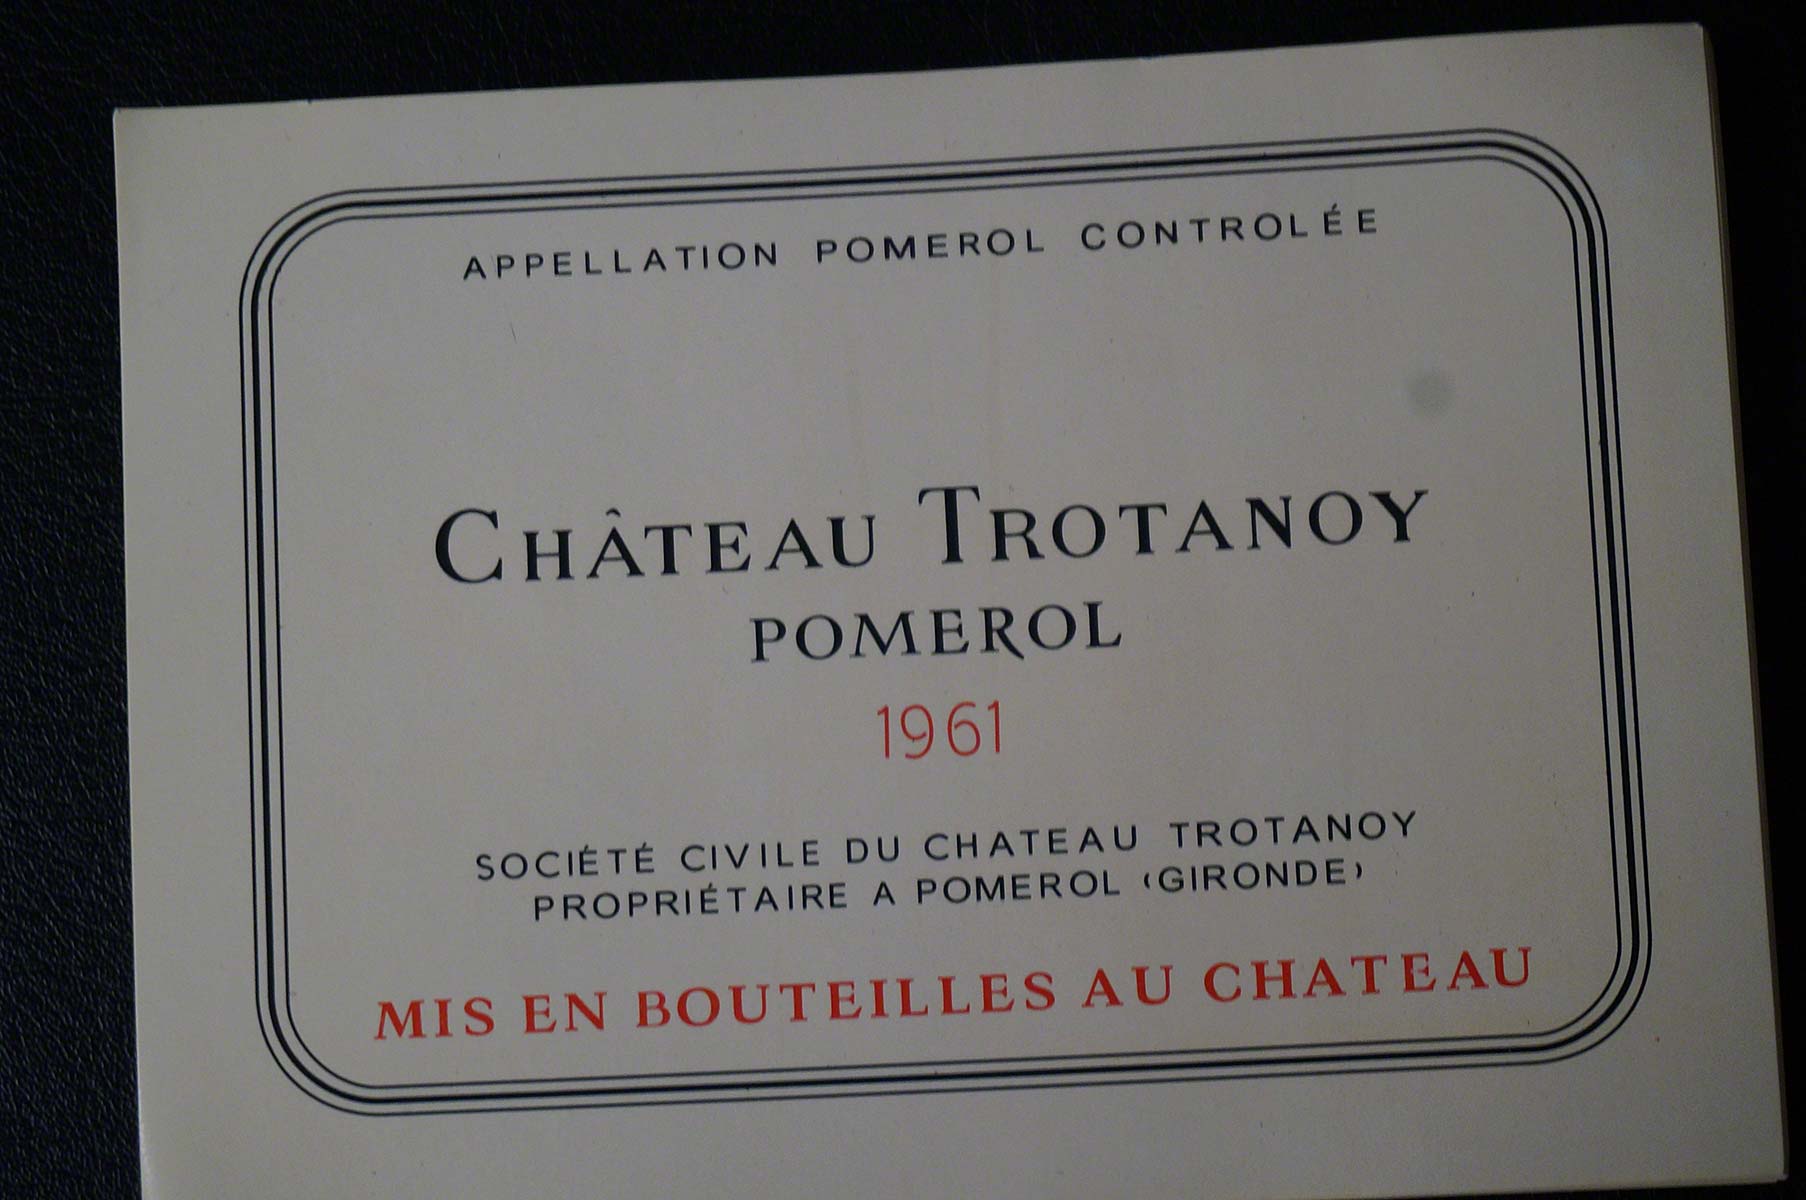 APPELLATION POMEROL CONTROLÉE
CHÂTEAU TROTANOY
POMEROL
1961
SOCIÉTÉ CIVILE DU CHATEAU TROTANOY
PROPRIÉTAIRE A POMEROL (GIRONDE)
MIS EN BOUTEILLES AU CHATEAU